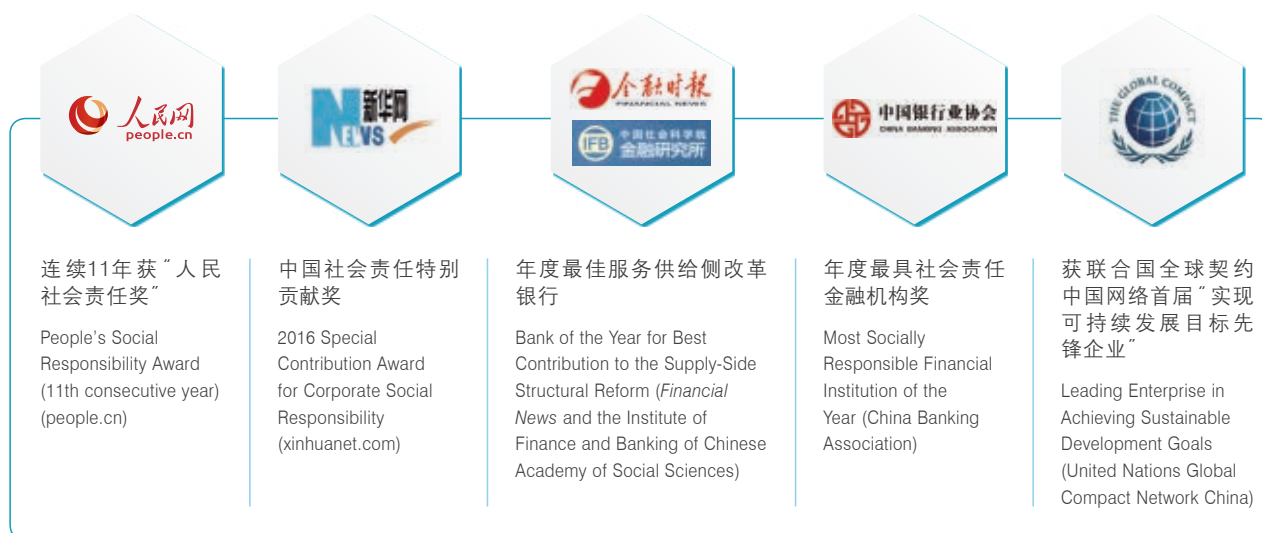 人民网
people.cn
新华网
NEWS
金融时报
FINANCIAL NEWS
IFB
中国社会科学院
金融研究所
中国银行业协会
CHINA BANKING ASSOCIATION
THE GLOBAL COMPACT
连续11年获“人民
社会责任奖”
People's Social
Responsibility Award
(11th consecutive year)
(people.cn)
中国社会责任特别
贡献奖
2016 Special
Contribution Award
for Corporate Social
Responsibility
(xinhuanet.com)
年度最佳服务供给侧改革
银行
Bank of the Year for Best
Contribution to the Supply-Side
Structural Reform (Financial
News and the Institute of
Finance and Banking of Chinese
Academy of Social Sciences)
年度最具社会责任
金融机构奖
Most Socially
Responsible Financial
Institution of the
Year (China Banking
Association)
获联合国全球契约
中国网络首届“实现
可持续发展目标先
锋企业”
Leading Enterprise in
Achieving Sustainable
Development Goals
(United Nations Global
Compact Network China)